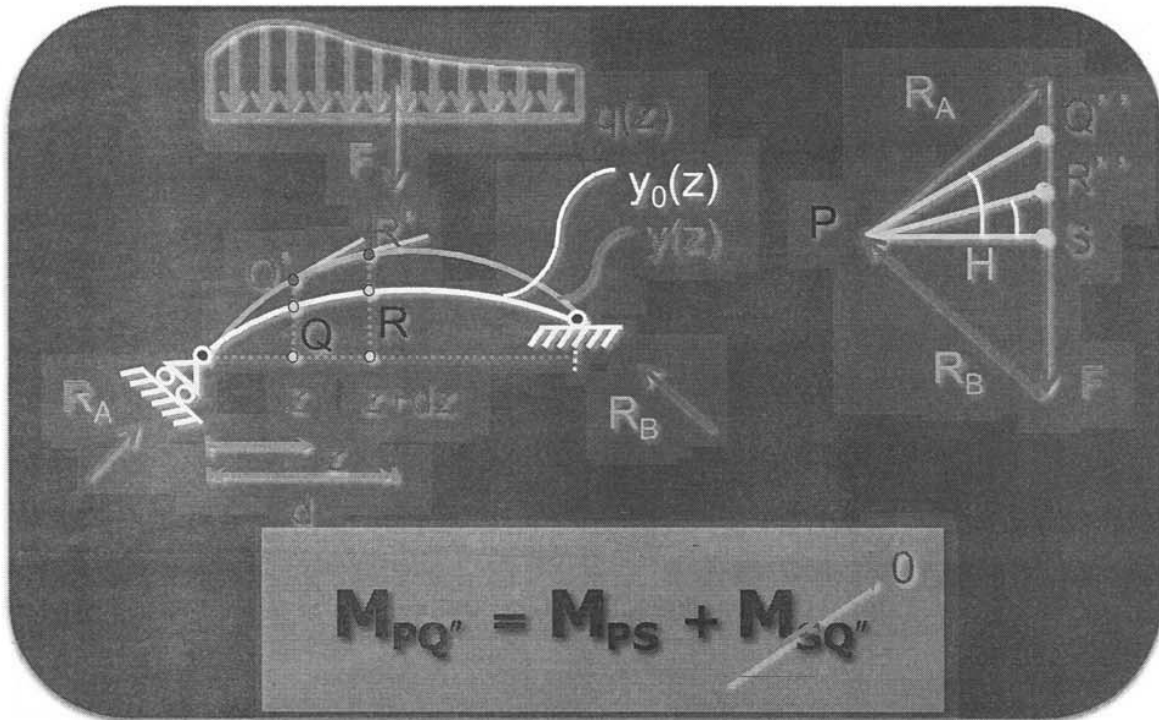 q(z)
F
y₀(z)
y(z)
Q'
R'
Q
R
z
z+dz
R_A
R_B
z
d
R_A
Q''
R''
P
S
H
R_B
F
0
M_PQ" = M_PS + M_SQ"